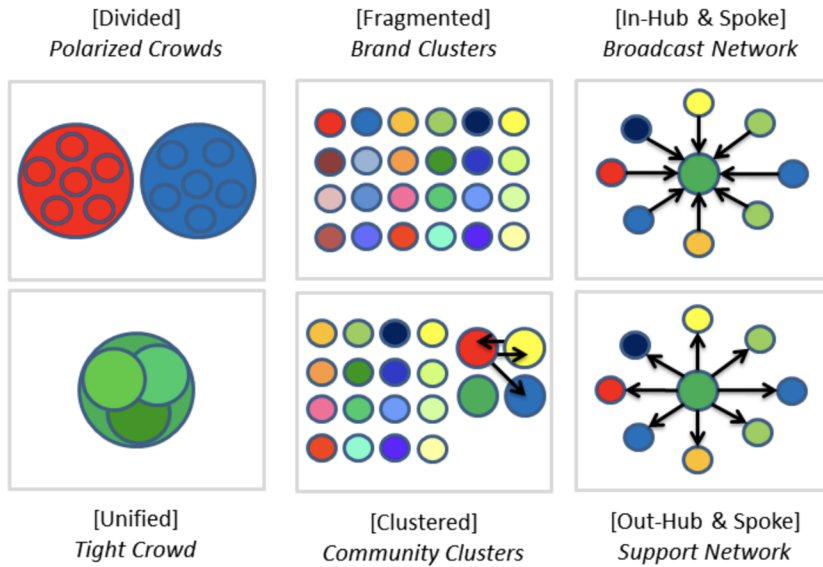 [Divided]
Polarized Crowds
[Fragmented]
Brand Clusters
[In-Hub & Spoke]
Broadcast Network
[Unified]
Tight Crowd
[Clustered]
Community Clusters
[Out-Hub & Spoke]
Support Network